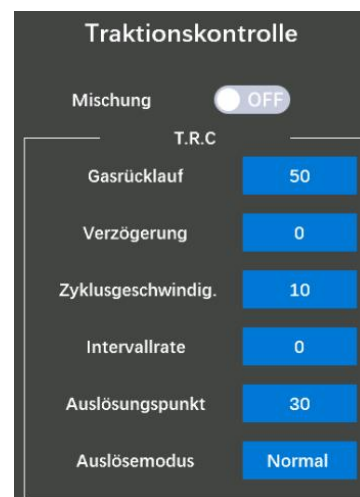 Traktionskontrolle
Mischung OFF
T.R.C
Gasrücklauf 50
Verzögerung 0
Zyklusgeschwindig. 10
Intervallrate 0
Auslösungspunkt 30
Auslösemodus Normal